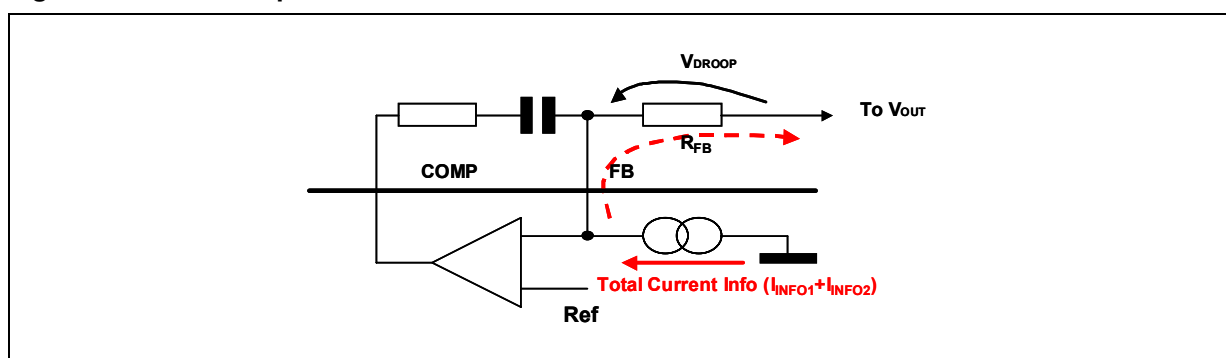 VDROOP
To VOUT
RFB
COMP
FB
Total Current Info (IINFO1+IINFO2)
Ref